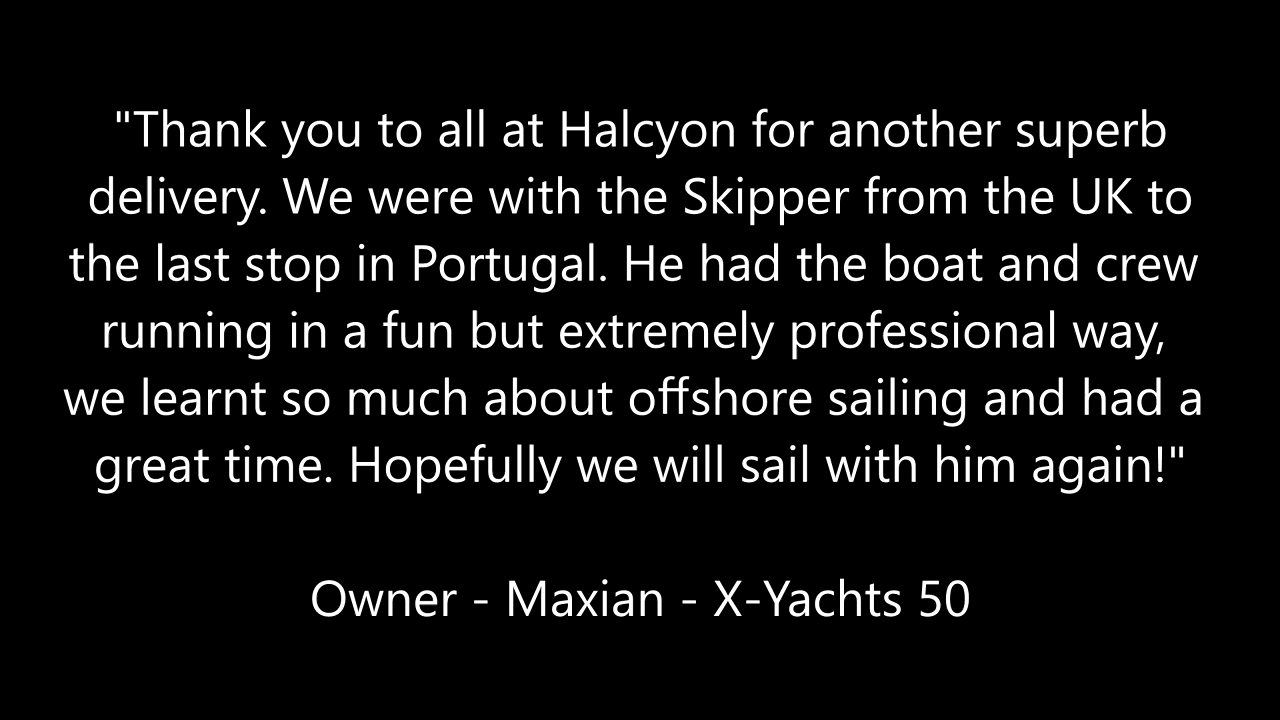 "Thank you to all at Halcyon for another superb
delivery. We were with the Skipper from the UK to
the last stop in Portugal. He had the boat and crew
running in a fun but extremely professional way,
we learnt so much about offshore sailing and had a
great time. Hopefully we will sail with him again!"
Owner - Maxian - X-Yachts 50